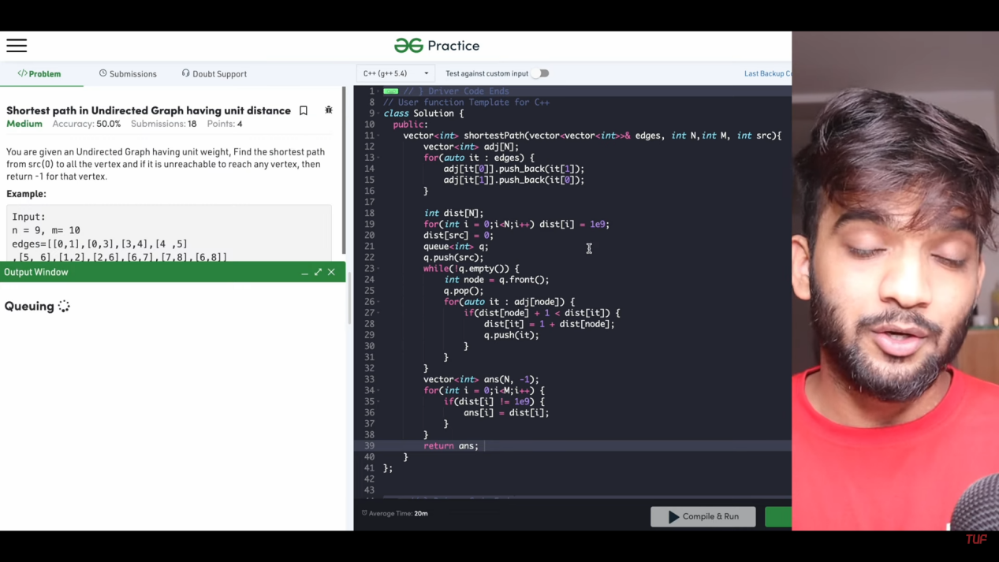 Practice
</> Problem
Submissions
Doubt Support
C++ (g++ 5.4)
Test against custom input
Shortest path in Undirected Graph having unit distance
Medium Accuracy: 50.0% Submissions: 18 Points: 4
You are given an Undirected Graph having unit weight, Find the shortest path
from src(0) to all the vertex and if it is unreachable to reach any vertex, then
return -1 for that vertex.
Example:
Input:
n = 9, m= 10
edges=[[0,1],[0,3],[3,4],[4 ,5]
,[5, 6],[1,2],[2,6],[6,7],[7,8],[6,8]]
Output Window
Queuing
1 // } Driver Code Ends
8 // User function Template for C++
9 class Solution {
10 public:
11 vector<int> shortestPath(vector<vector<int>>& edges, int N,int M, int src){
12 vector<int> adj[N];
13 for(auto it : edges) {
14 adj[it[0]].push_back(it[1]);
15 adj[it[1]].push_back(it[0]);
16 }
17
18 int dist[N];
19 for(int i = 0;i<N;i++) dist[i] = 1e9;
20 dist[src] = 0;
21 queue<int> q;
22 q.push(src);
23 while(!q.empty()) {
24 int node = q.front();
25 q.pop();
26 for(auto it : adj[node]) {
27 if(dist[node] + 1 < dist[it]) {
28 dist[it] = 1 + dist[node];
29 q.push(it);
30 }
31 }
32 }
33 vector<int> ans(N, -1);
34 for(int i = 0;i<M;i++) {
35 if(dist[i] != 1e9) {
36 ans[i] = dist[i];
37 }
38 }
39 return ans;
40 }
41 };
42
43
Last Backup
Average Time: 20m
Compile & Run
TUF